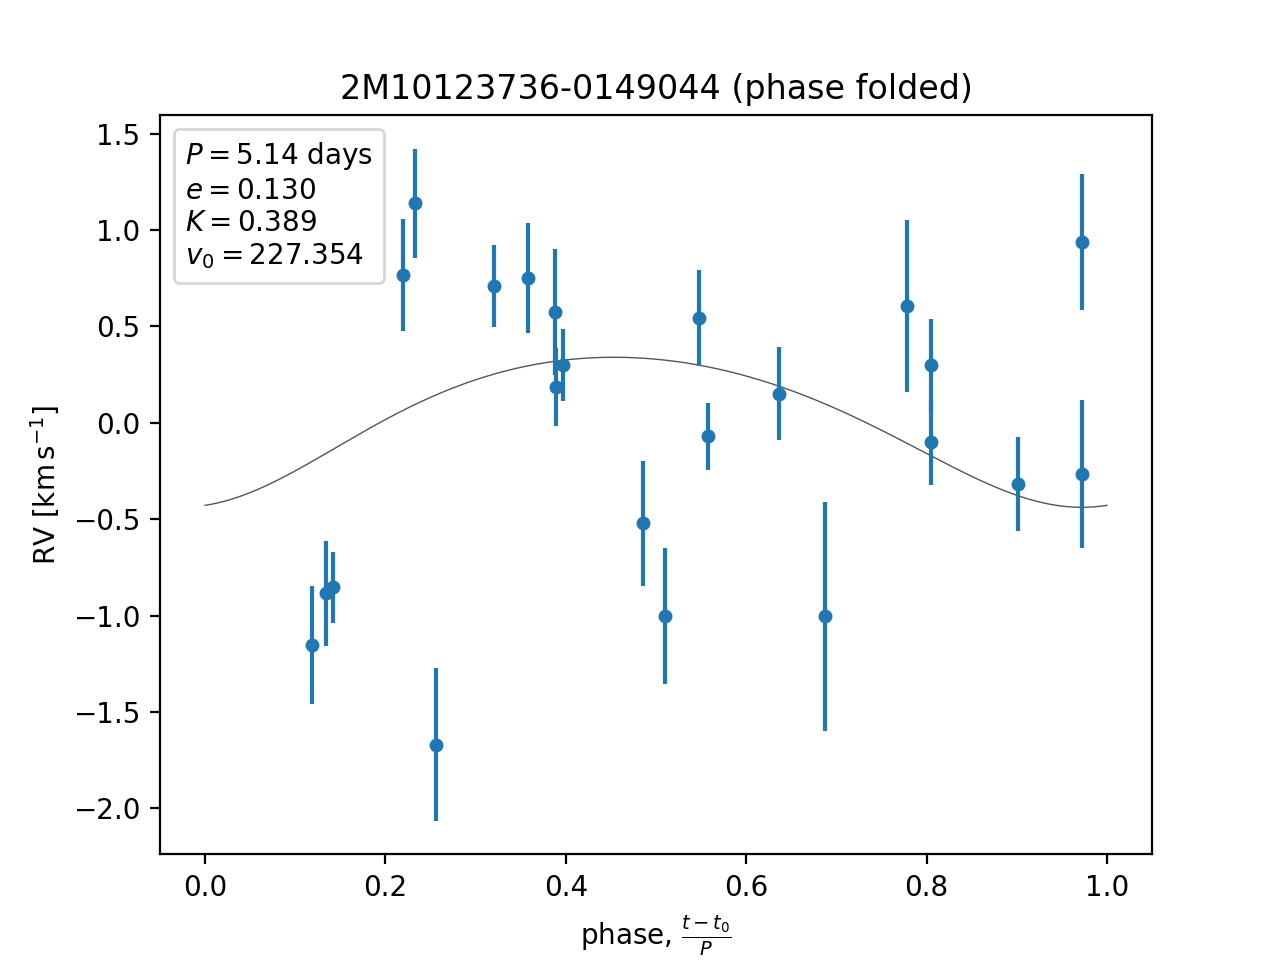 2M10123736-0149044 (phase folded)
P = 5.14 days
e = 0.130
K = 0.389
v₀ = 227.354
1.5
1.0
0.5
0.0
−0.5
−1.0
−1.5
−2.0
RV [km s⁻¹]
0.0 0.2 0.4 0.6 0.8 1.0
phase, (t − t₀)/P